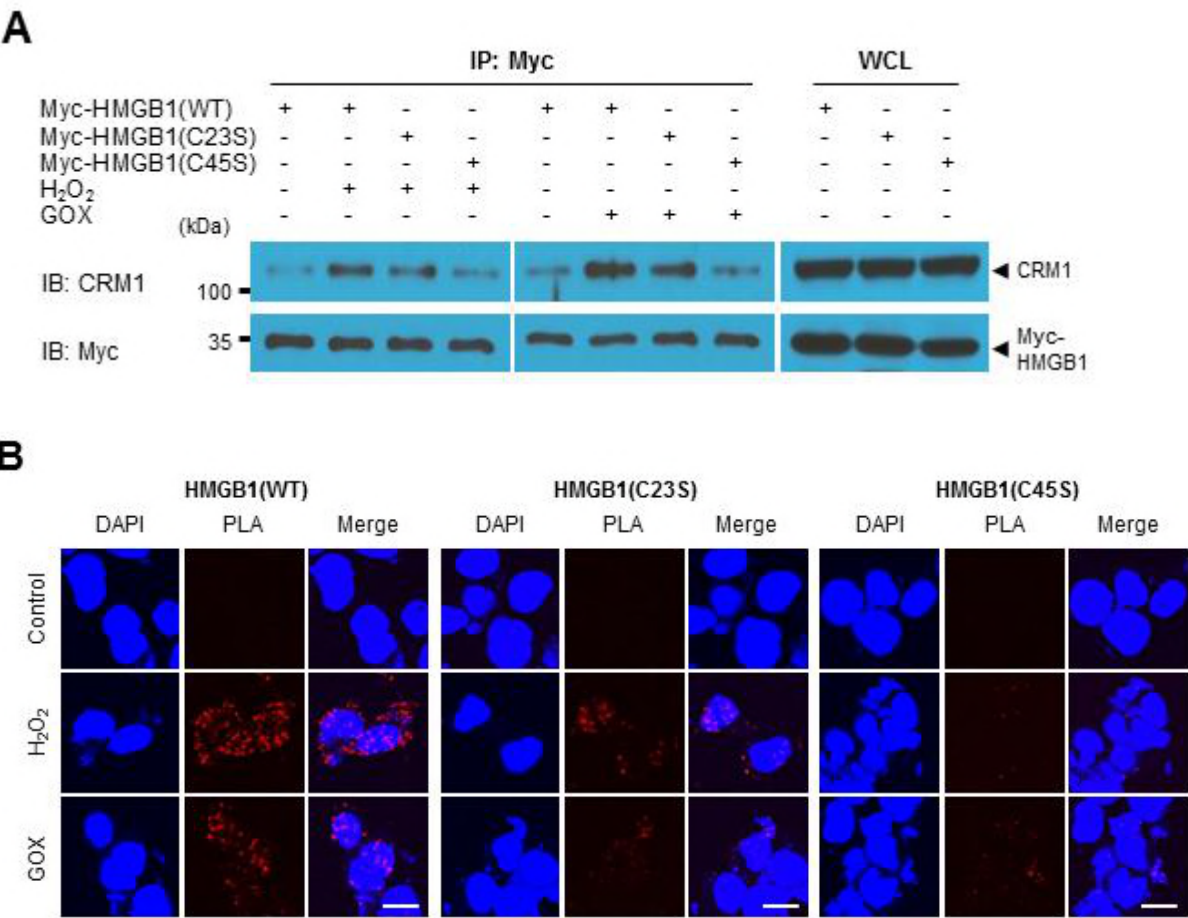 A
IP: Myc WCL
Myc-HMGB1(WT) + + - - + + - - + - -
Myc-HMGB1(C23S) - - + - - - + - - + -
Myc-HMGB1(C45S) - - - + - - - + - - +
H₂O₂ - + + + - - - - - - -
GOX - - - - - + + + - - -
(kDa)
IB: CRM1 100 CRM1
IB: Myc 35 Myc-
HMGB1
B
HMGB1(WT) HMGB1(C23S) HMGB1(C45S)
DAPI PLA Merge DAPI PLA Merge DAPI PLA Merge
Control
H₂O₂
GOX